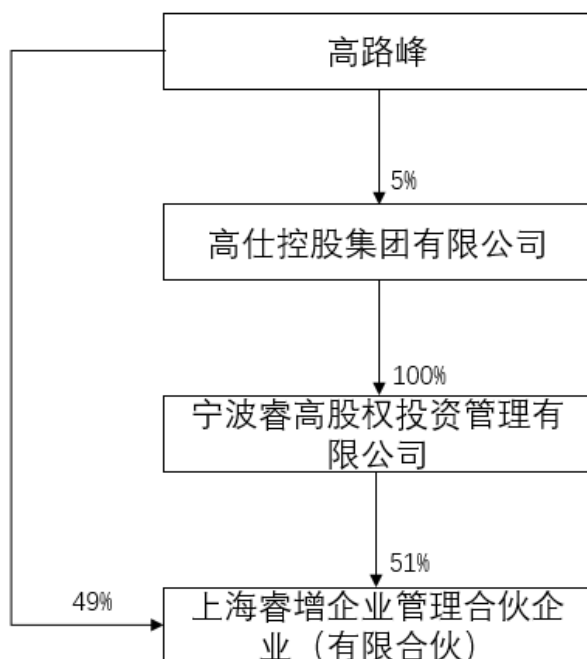 高路峰
5%
高仕控股集团有限公司
100%
宁波睿高股权投资管理有
限公司
51%
49%
上海睿增企业管理合伙企
业（有限合伙）